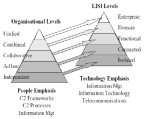 LISI Levels
Organisational Levels
Enterprise
Domain
Functional
Connected
Isolated
Unified
Combined
Collaborative
Ad hoc
Independent
Technology Emphasis
Information Mgt
Information Technology
Telecommunications
People Emphasis
C2 Frameworks
C2 Processes
Information Mgt